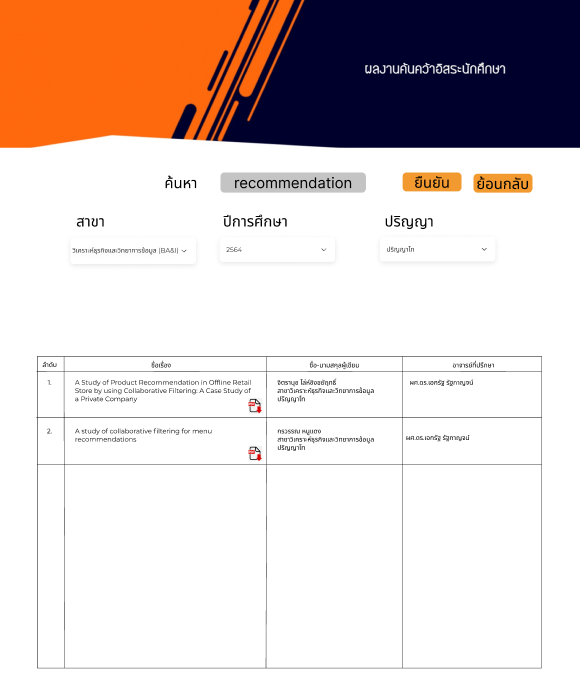 ผลงานค้นคว้าอิสระนักศึกษา
ค้นหา recommendation ยืนยัน ย้อนกลับ
สาขา ปีการศึกษา ปริญญา
วิเคราะห์ธุรกิจและวิทยาการข้อมูล (BA&I) 2564 ปริญญาโท
ลำดับ ชื่อเรื่อง ชื่อ-นามสกุลผู้เขียน อาจารย์ที่ปรึกษา
1. A Study of Product Recommendation in Offline Retail
Store by using Collaborative Filtering: A Case Study of
a Private Company
จิตรานุช
สาขาวิเคราะห์ธุรกิจและวิทยาการข้อมูล
ปริญญาโท
ผศ.ดร.เอกรัฐ รัฐกาญจน์
2. A study of collaborative filtering for menu
recommendations
กรวรรณ หมูแดง
สาขาวิเคราะห์ธุรกิจและวิทยาการข้อมูล
ปริญญาโท
ผศ.ดร.เอกรัฐ รัฐกาญจน์